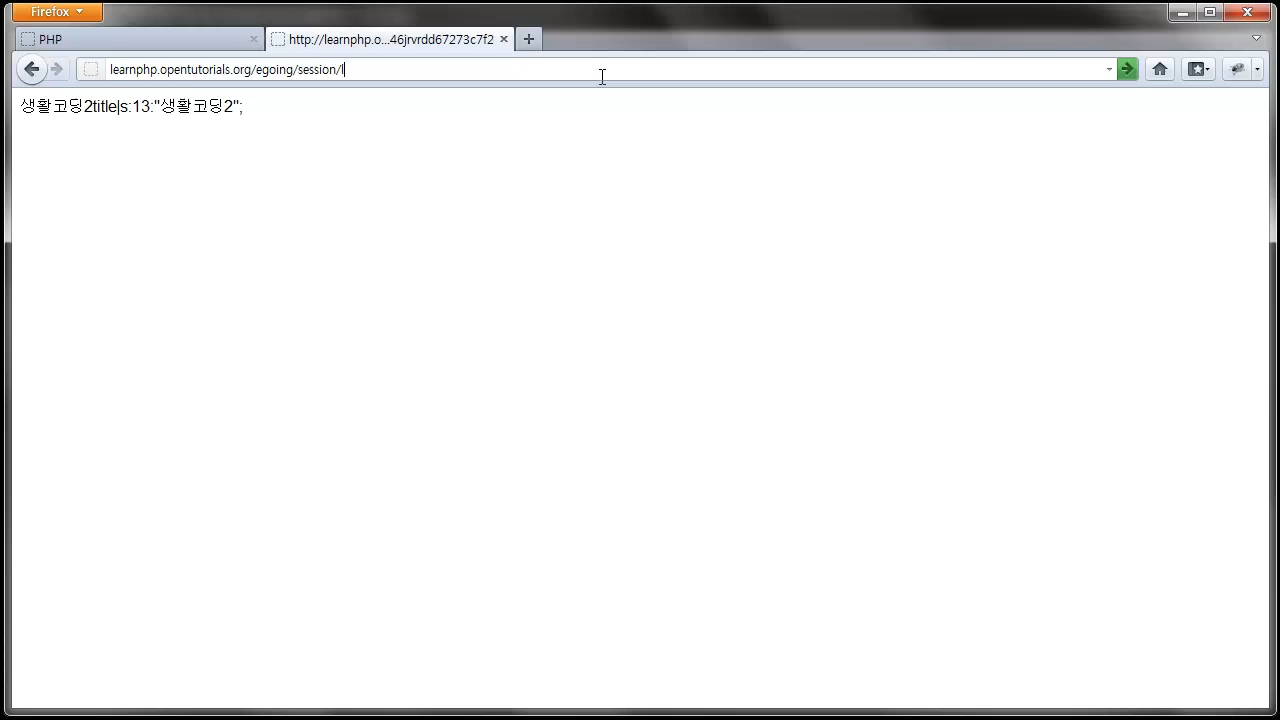 Firefox
PHP
http://learnphp.o...46jrvrdd67273c7f2
learnphp.opentutorials.org/egoing/session/l
생활코딩2title|s:13:"생활코딩2";